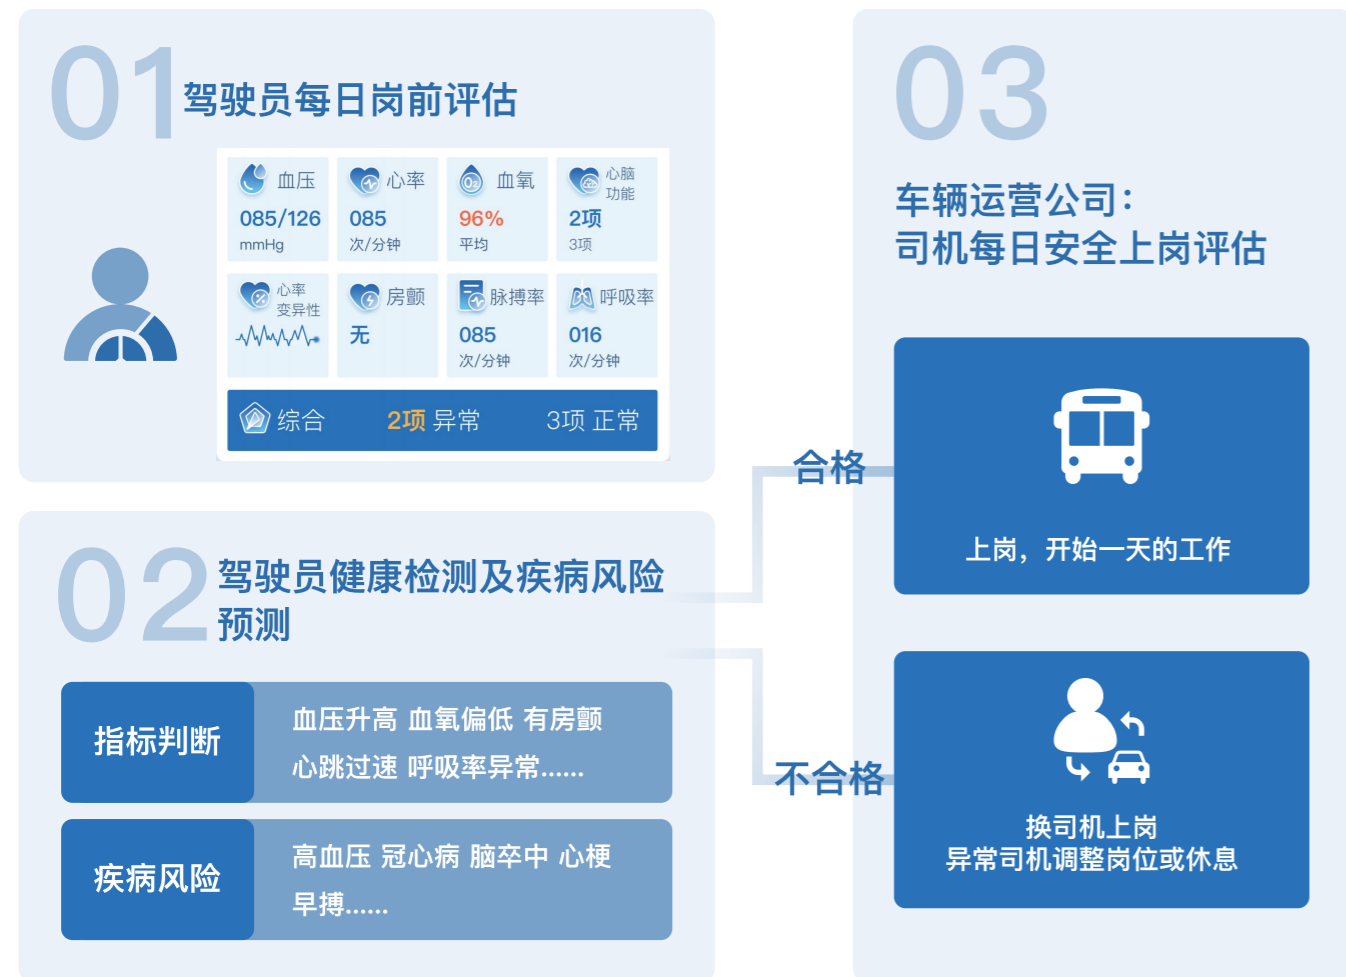 01
驾驶员每日岗前评估
血压
085/126
mmHg
心率
085
次/分钟
血氧
O2
96%
平均
心脑
功能
2项
3项
心率
变异性
房颤
无
脉搏率
085
次/分钟
呼吸率
016
次/分钟
综合 2项 异常 3项 正常
02
驾驶员健康检测及疾病风险
预测
指标判断
血压升高 血氧偏低 有房颤
心跳过速 呼吸率异常......
疾病风险
高血压 冠心病 脑卒中 心梗
早搏......
合格
不合格
03
车辆运营公司：
司机每日安全上岗评估
上岗，开始一天的工作
换司机上岗
异常司机调整岗位或休息